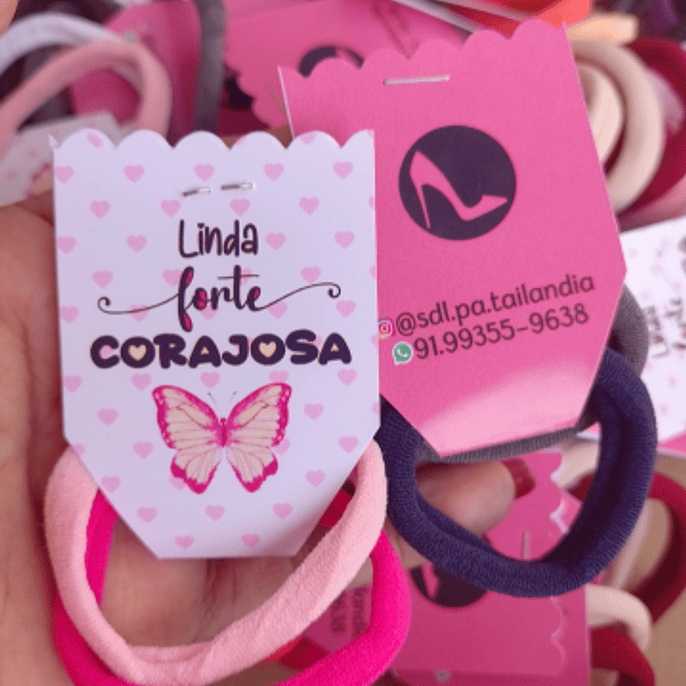 Linda
forte
CORAJOSA
@sdl.pa.tailandia
91.99355-9638